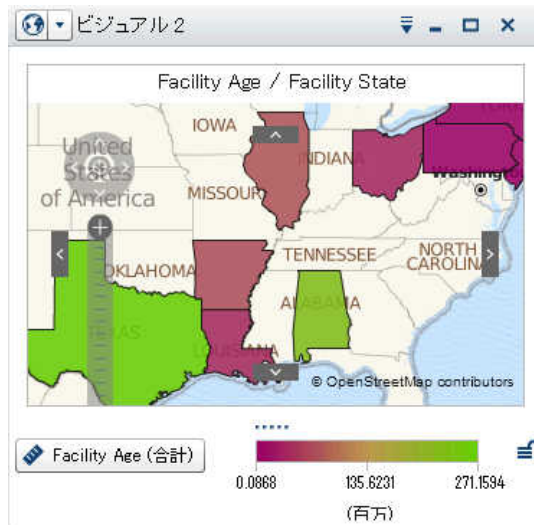 ビジュアル 2
Facility Age / Facility State
IOWA
United
States
of America
INDIANA
Washington
MISSOURI
TENNESSEE
NORTH
CAROLINA
OKLAHOMA
ALABAMA
TEXAS
LOUISIANA
© OpenStreetMap contributors
Facility Age (合計)
0.0868 135.6231 271.1594
(百万)